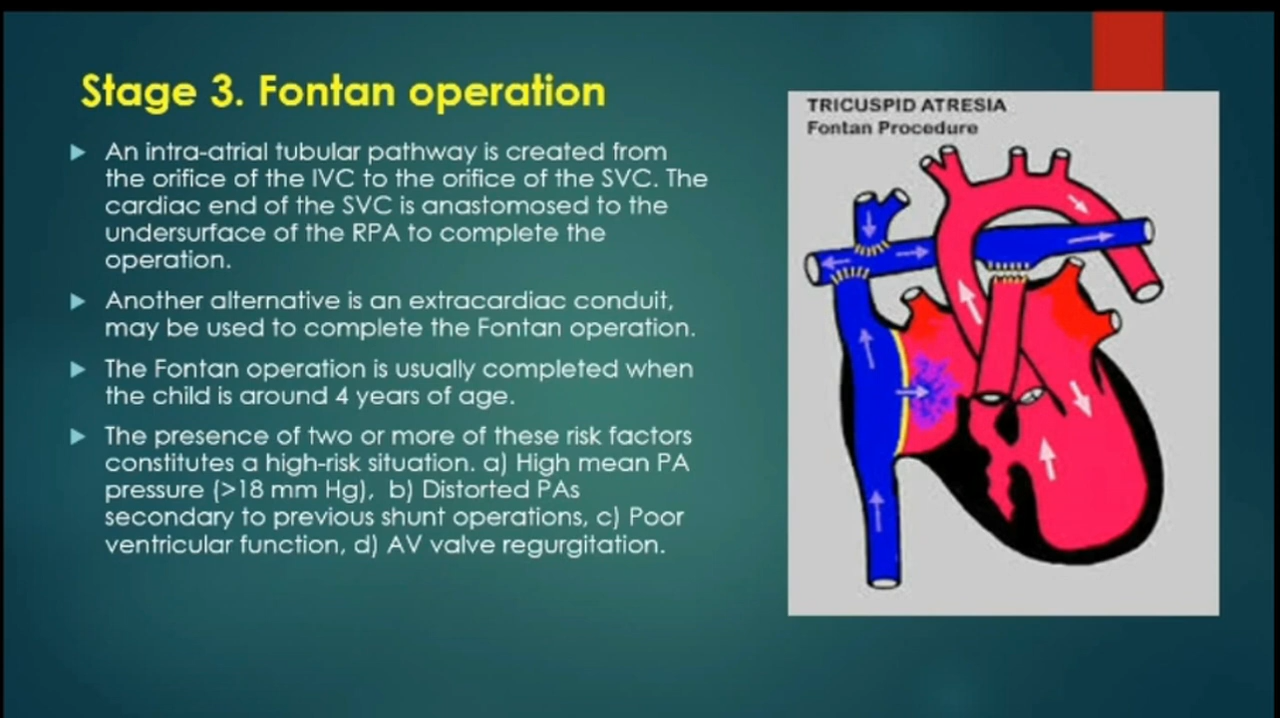 Stage 3. Fontan operation
An intra-atrial tubular pathway is created from
the orifice of the IVC to the orifice of the SVC. The
cardiac end of the SVC is anastomosed to the
undersurface of the RPA to complete the
operation.
Another alternative is an extracardiac conduit,
may be used to complete the Fontan operation.
The Fontan operation is usually completed when
the child is around 4 years of age.
The presence of two or more of these risk factors
constitutes a high-risk situation. a) High mean PA
pressure (>18 mm Hg), b) Distorted PAs
secondary to previous shunt operations, c) Poor
ventricular function, d) AV valve regurgitation.
TRICUSPID ATRESIA
Fontan Procedure